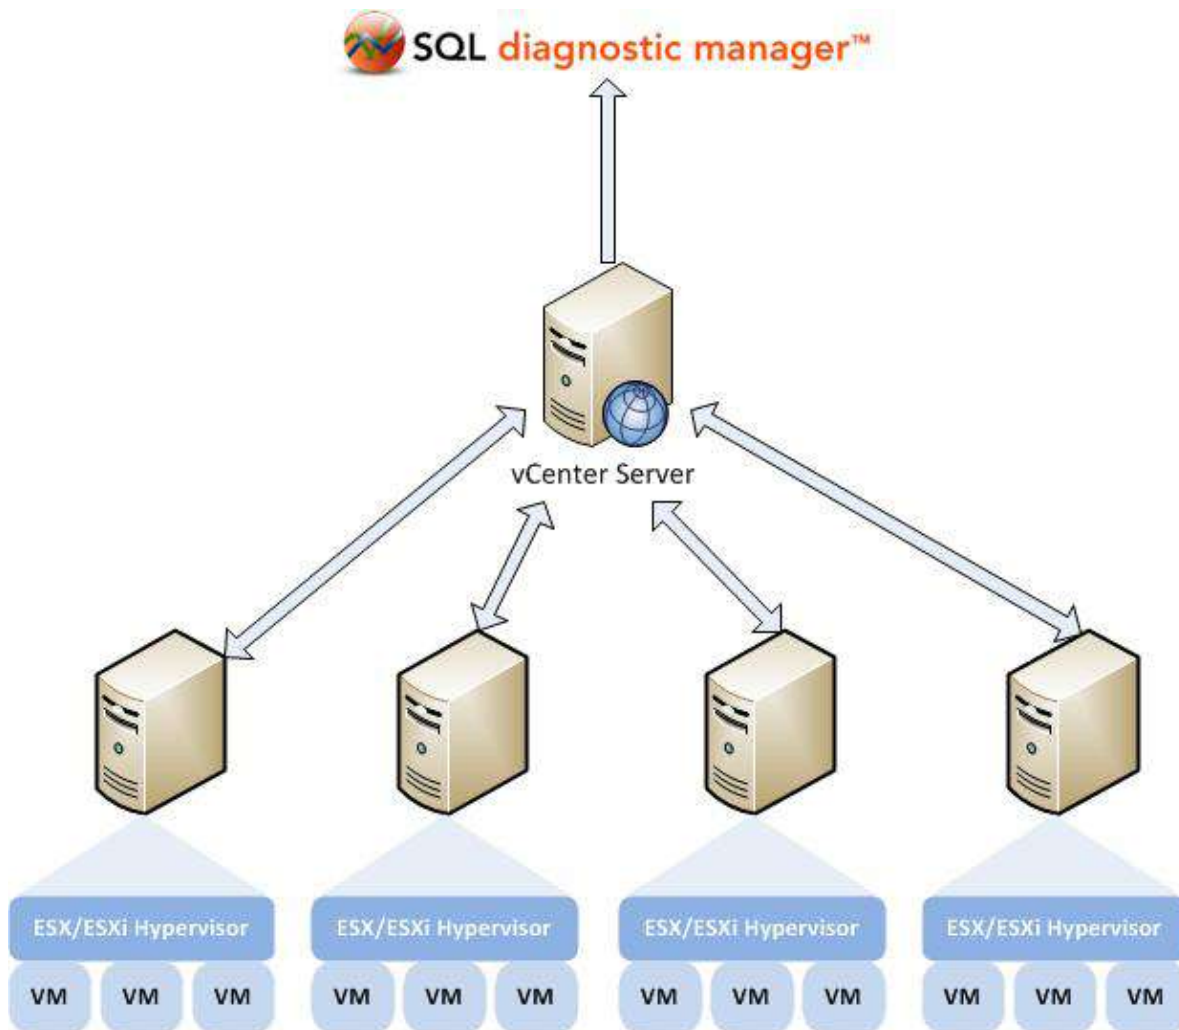 SQL diagnostic manager™
vCenter Server
ESX/ESXi Hypervisor ESX/ESXi Hypervisor ESX/ESXi Hypervisor ESX/ESXi Hypervisor
VM VM VM VM VM VM VM VM VM VM VM VM